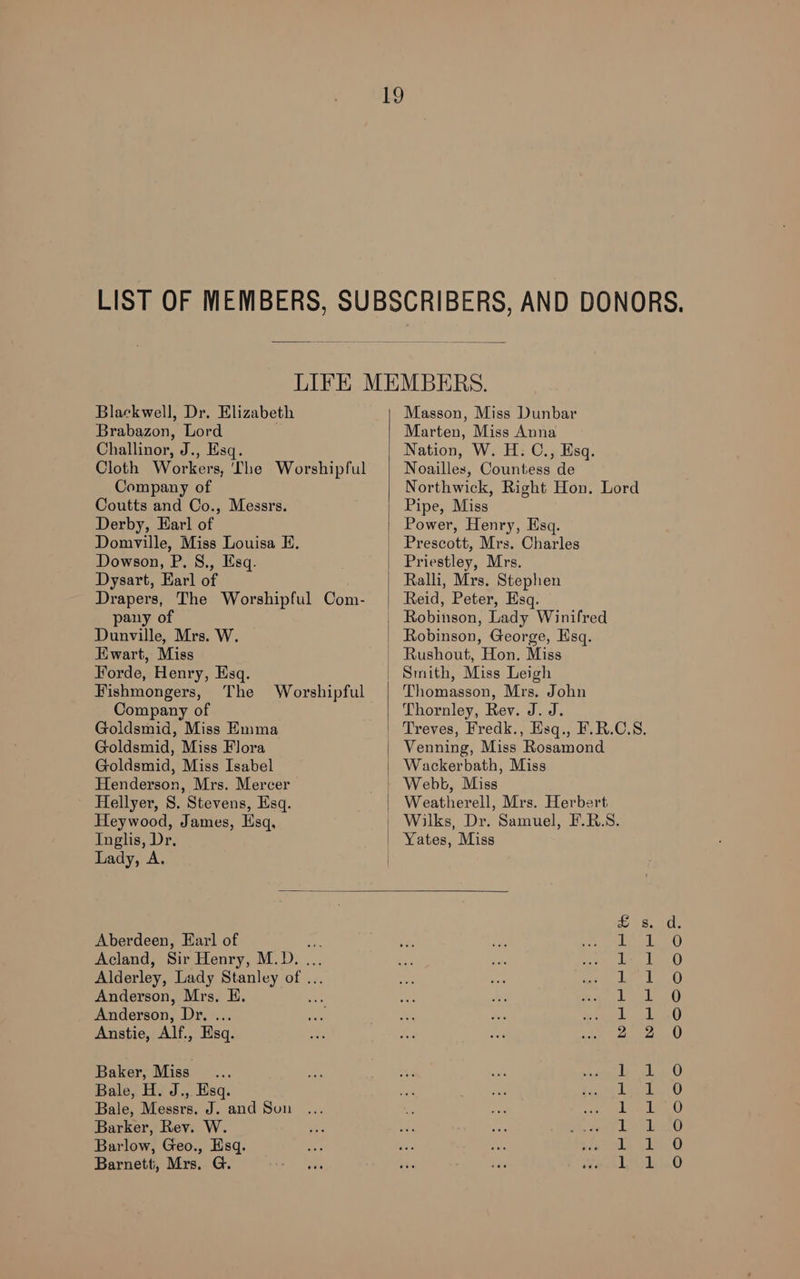 19
LIST OF MEMBERS, SUBSCRIBERS, AND DONORS.
LIFE MEMBERS.
Blackwell, Dr. Elizabeth
Brabazon, Lord
Challinor, J., Esq.
Cloth Workers, The Worshipful
Company of
Coutts and Co., Messrs.
Derby, Earl of
Domville, Miss Louisa E.
Dowson, P. S., Esq.
Dysart, Earl of
Drapers, The Worshipful Com-
pany of
Dunville, Mrs. W.
Ewart, Miss
Forde, Henry, Esq.
Fishmongers, The Worshipful
Company of
Goldsmid, Miss Emma
Goldsmid, Miss Flora
Goldsmid, Miss Isabel
Henderson, Mrs. Mercer
Hellyer, S. Stevens, Esq.
Heywood, James, Esq.
Inglis, Dr.
Lady, A.
Masson, Miss Dunbar
Marten, Miss Anna
Nation, W. H. C., Esq.
Noailles, Countess de
Northwick, Right Hon. Lord
Pipe, Miss
Power, Henry, Esq.
Prescott, Mrs. Charles
Priestley, Mrs.
Ralli, Mrs. Stephen
Reid, Peter, Esq.
Robinson, Lady Winifred
Robinson, George, Esq.
Rushout, Hon. Miss
Smith, Miss Leigh
Thomasson, Mrs. John
Thornley, Rev. J. J.
Treves, Fredk., Esq., F.R.C.S.
Venning, Miss Rosamond
Wackerbath, Miss
Webb, Miss
Weatherell, Mrs. Herbert
Wilks, Dr. Samuel, F.R.S.
Yates, Miss
£ s. d.
Aberdeen, Earl of ... ... ... ... 1 1 0
Acland, Sir Henry, M.D. ... ... ... ... 1 1 0
Alderley, Lady Stanley of ... ... ... ... 1 1 0
Anderson, Mrs. E. ... ... ... ... 1 1 0
Anderson, Dr. ... ... ... ... ... 1 1 0
Anstie, Alf., Esq. ... ... ... ... 2 2 0
Baker, Miss ... ... ... ... ... 1 1 0
Bale, H. J., Esq. ... ... ... 1 1 0
Bale, Messrs. J. and Son ... ... ... ... 1 1 0
Barker, Rev. W. ... ... ... ... 1 1 0
Barlow, Geo., Esq. ... ... ... ... 1 1 0
Barnett, Mrs. G. ... ... ... ... 1 1 0